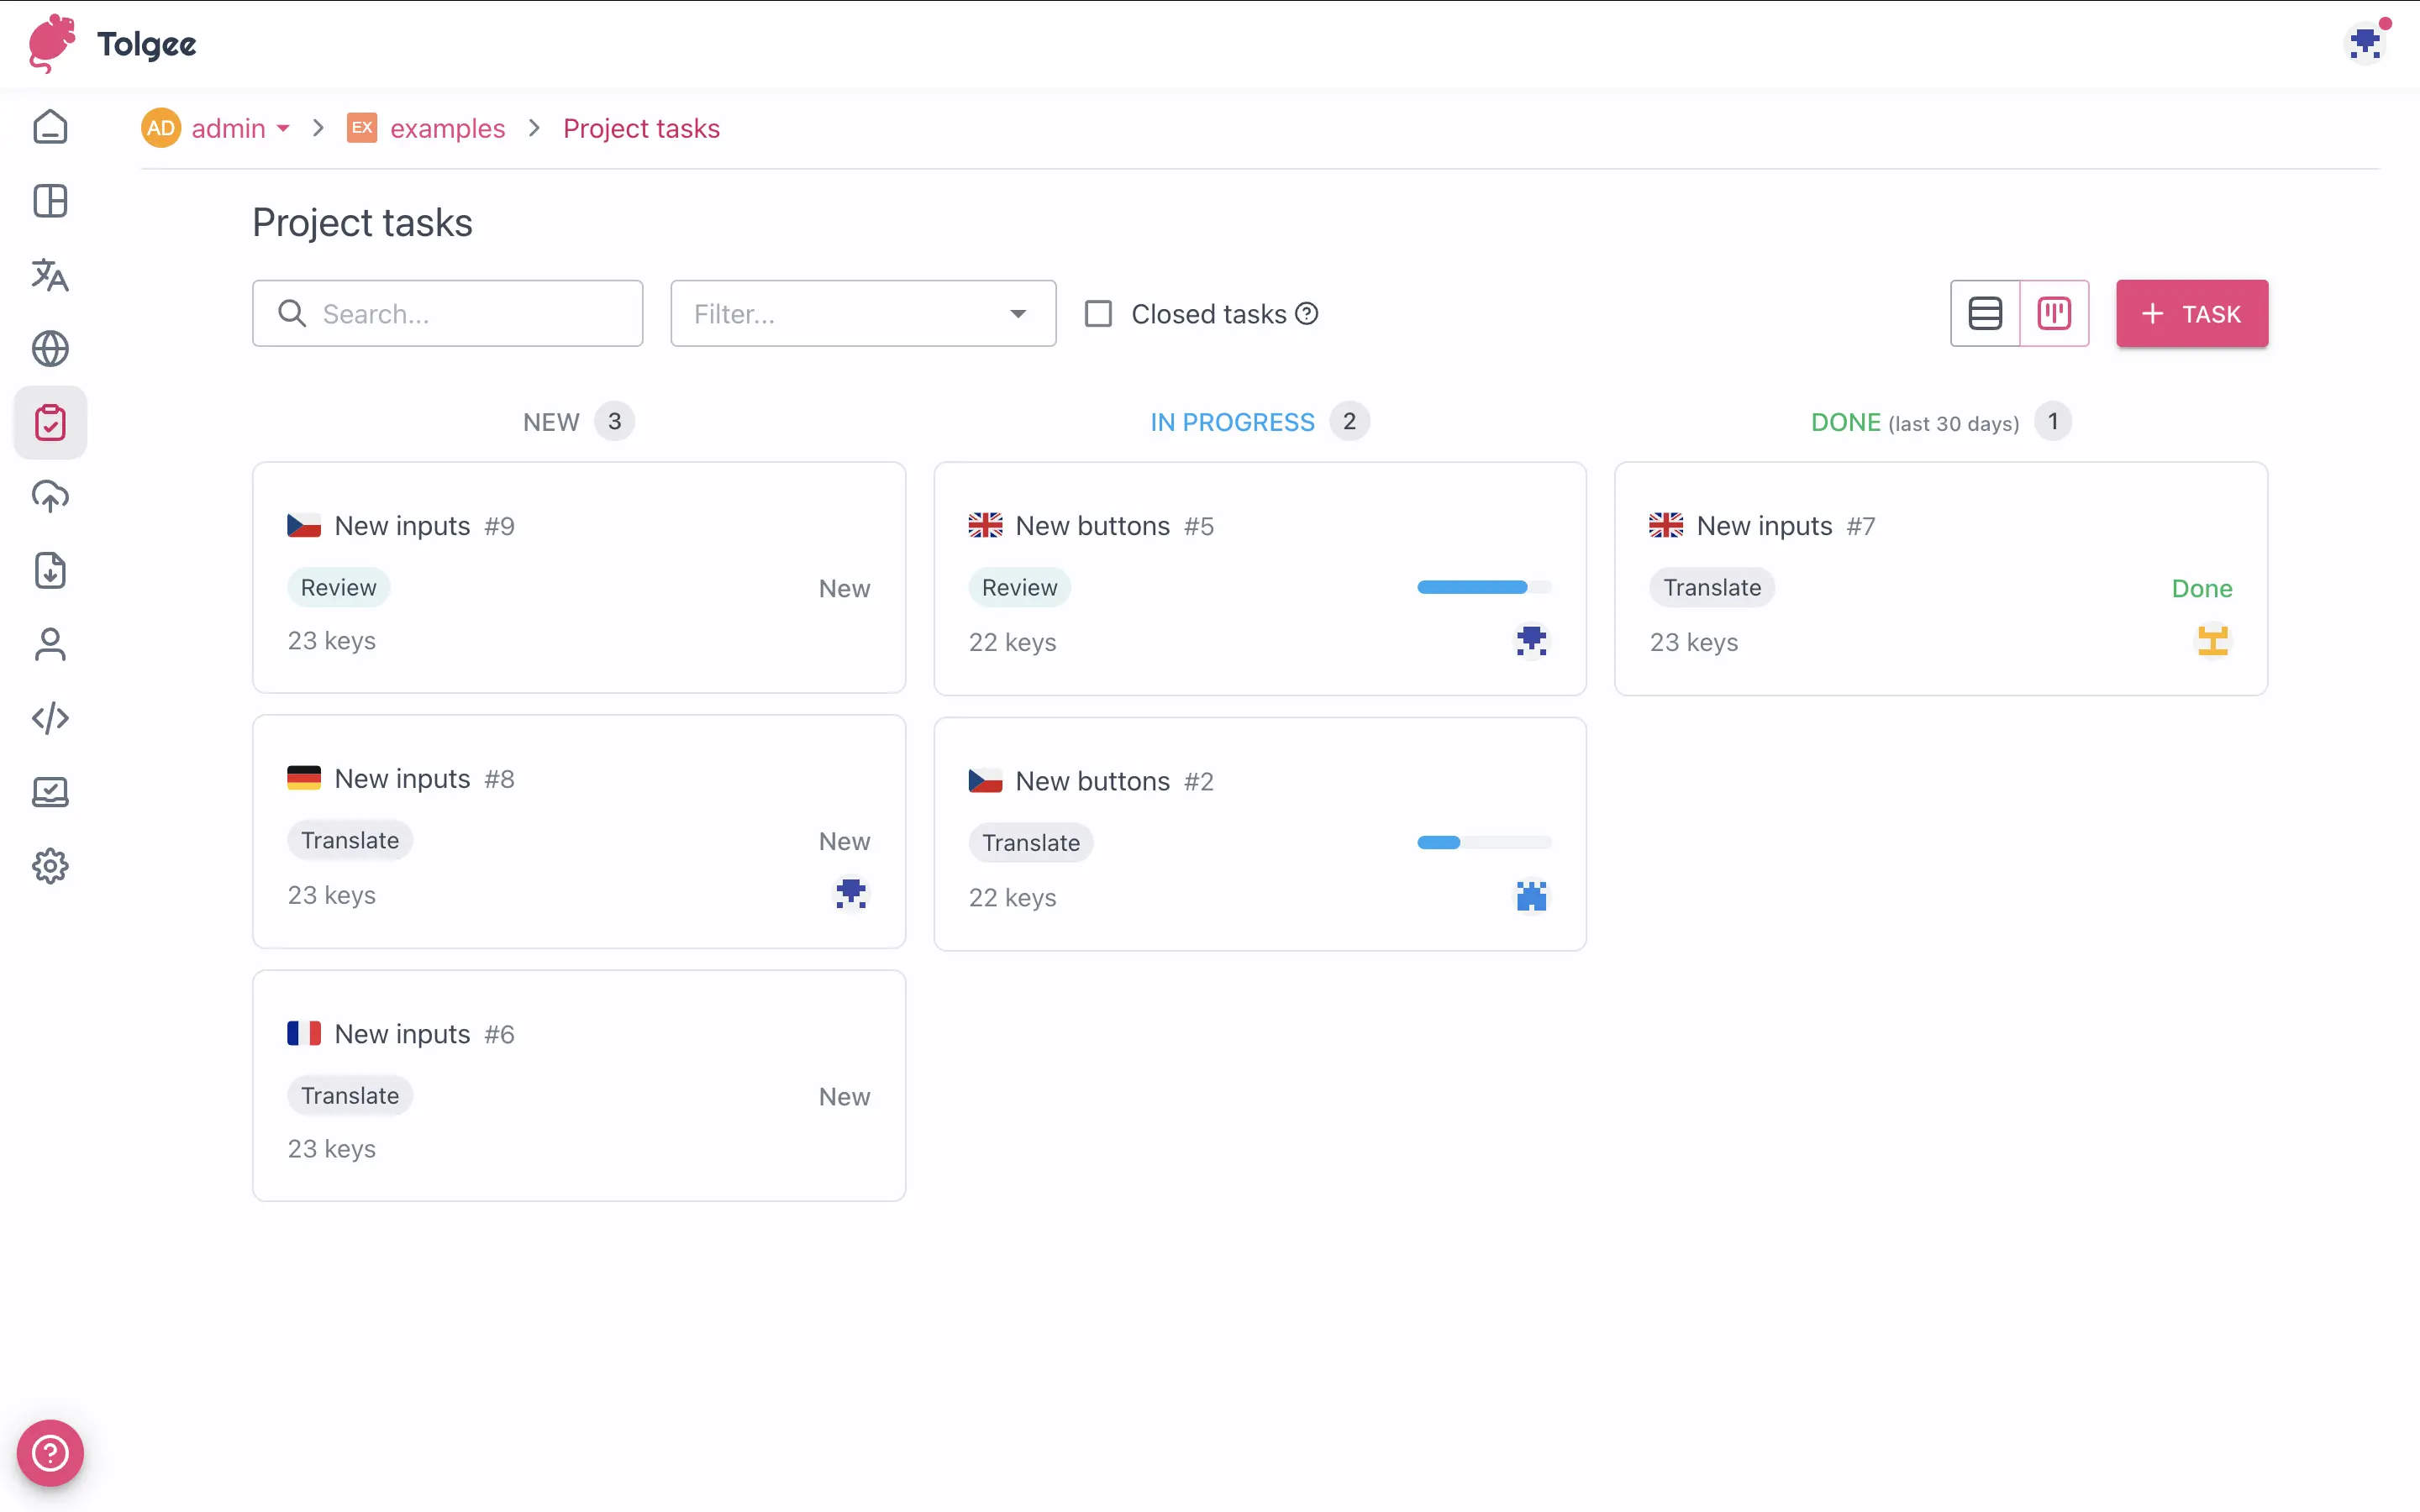 Tolgee
AD admin > EX examples > Project tasks
Project tasks
Search...
Filter...
Closed tasks
+ TASK
NEW 3
New inputs #9
Review
New
23 keys
New inputs #8
Translate
New
23 keys
New inputs #6
Translate
New
23 keys
IN PROGRESS 2
New buttons #5
Review
22 keys
New buttons #2
Translate
22 keys
DONE (last 30 days) 1
New inputs #7
Translate
Done
23 keys